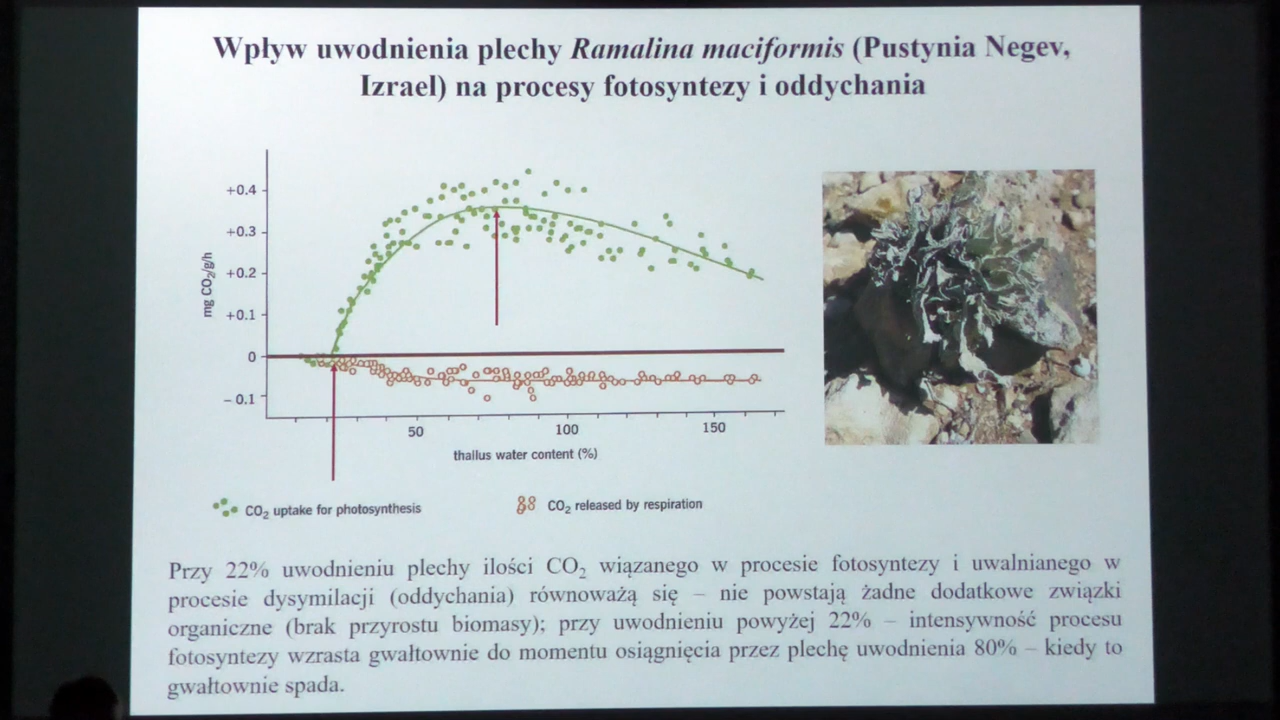 Wpływ uwodnienia plechy Ramalina maciformis (Pustynia Negev,
Izrael) na procesy fotosyntezy i oddychania
+0.4
+0.3
+0.2
+0.1
0
– 0.1
mg CO₂/g/h
50 100 150
thallus water content (%)
CO₂ uptake for photosynthesis CO₂ released by respiration
Przy 22% uwodnieniu plechy ilości CO₂ wiązanego w procesie fotosyntezy i uwalnianego w
procesie dysymilacji (oddychania) równoważą się – nie powstają żadne dodatkowe związki
organiczne (brak przyrostu biomasy); przy uwodnieniu powyżej 22% – intensywność procesu
fotosyntezy wzrasta gwałtownie do momentu osiągnięcia przez plechę uwodnienia 80% – kiedy to
gwałtownie spada.